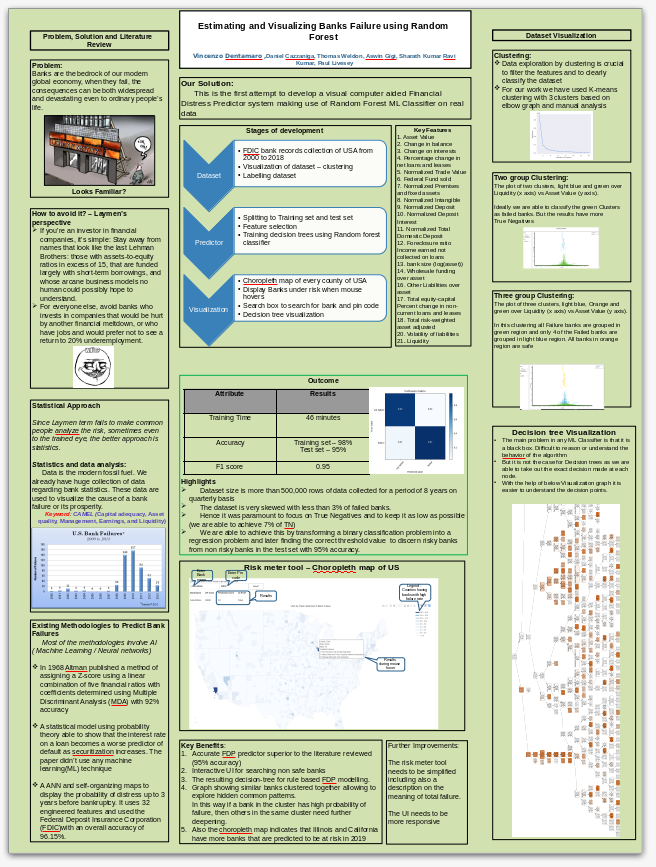 Estimating and Visualizing Banks Failure using Random
Forest
Vincenzo Dentamaro ,Daniel Cazzaniga, Thomas Weldon, Aswin Gigi, Sharath Kumar Ravi
Kumar, Paul Livesey
Problem, Solution and Literature
Review
Problem:
Banks are the bedrock of our modern
global economy, when they fall, the
consequences can be both widespread
and devastating even to ordinary people's
life.
Looks Familiar?
How to avoid it? – Laymen's
perspective
If you're an investor in financial
companies, it's simple: Stay away from
names that look like the last Lehman
Brothers: those with assets-to-equity
ratios in excess of 15, that are funded
largely with short-term borrowings, and
whose arcane business models no
human could possibly hope to
understand.
For everyone else, avoid banks who
invests in companies that would be hurt
by another financial meltdown, or who
have jobs and would prefer not to see a
return to 20% underemployment.
Statistical Approach
Since Laymen term fails to make common
people analyze the risk, sometimes even
to the trained eye, the better approach is
statistics.
Statistics and data analysis:
Data is the modern fossil fuel. We
already have huge collection of data
regarding bank statistics. These data are
used to visualize the cause of a bank
failure or its prosperity.
Keyword: CAMEL (Capital adequacy, Asset
quality, Management, Earnings, and Liquidity)
U.S. Bank Failures*
Existing Methodologies to Predict Bank
Failures
Most of the methodologies involve AI
( Machine Learning / Neural networks)
In 1968 Altman published a method of
assigning a Z-score using a linear
combination of five financial ratios with
coefficients determined using Multiple
Discriminant Analysis (MDA) with 92%
accuracy
A statistical model using probability
theory able to show that the interest rate
on a loan becomes a worse predictor of
default as securitization increases. The
paper didn't use any machine
learning(ML) technique
A ANN and self-organizing maps to
display the probability of distress up to 3
years before bankruptcy. It uses 32
engineered features and used the
Federal Deposit Insurance Corporation
(FDIC)with an overall accuracy of
96.15%.
Our Solution:
This is the first attempt to develop a visual computer aided Financial
Distress Predictor system making use of Random Forest ML Classifier on real
data
Stages of development
Dataset
• FDIC bank records collection of USA from
2000 to 2018
• Visualization of dataset – clustering
• Labelling dataset
Predictor
• Splitting to Training set and test set
• Feature selection
• Training decision trees using Random forest
classifier
Visualization
• Choropleth map of every county of USA
• Display Banks under risk when mouse
hovers
• Search box to search for bank and pin code
• Decision tree visualization
Key Features
1. Asset Value
2. Change in balance
3. Change on interests
4. Percentage change in
net loans and leases
5. Normalized Trade Value
6. Federal Fund sold
7. Normalized Premises
and fixed assets
8. Normalized Intangible
9. Normalized Deposit
10. Normalized Deposit
Interest
11. Normalized Total
Domestic Deposit
12. Foreclosure ratio
Income earned not
collected on loans
13. bank size (log(asset))
14. Wholesale funding
over asset
16. Other Liabilities over
asset
17. Total equity-capital
Percent change in non-
current loans and leases
18. Total risk-weighted
asset adjusted
20. Volatility of liabilities
21. Liquidity
Outcome
Attribute Results
Training Time 46 minutes
Accuracy Training set – 98%
Test set – 95%
F1 score 0.95
Highlights
Dataset size is more than 500,000 rows of data collected for a period of 8 years on
quarterly basis
The dataset is very skewed with less than 3% of failed banks.
Hence it was paramount to focus on True Negatives and to keep it as low as possible
(we are able to achieve 7% of TN)
We are able to achieve this by transforming a binary classification problem into a
regression problem and later finding the correct threshold value to discern risky banks
from non risky banks in the test set with 95% accuracy.
Risk meter tool – Choropleth map of US
Results
Results
during mouse
hover
Key Benefits:
1. Accurate FDP predictor superior to the literature reviewed
(95% accuracy)
2. Interactive UI for searching non safe banks
3. The resulting decision-tree for rule based FDP modelling.
4. Graph showing similar banks clustered together allowing to
explore hidden common patterns.
In this way if a bank in the cluster has high probability of
failure, then others in the same cluster need further
deepening.
5. Also the choropleth map indicates that Illinois and California
have more banks that are predicted to be at risk in 2019
Further Improvements:
The risk meter tool
needs to be simplified
including also a
description on the
meaning of total failure.
The UI needs to be
more responsive
Dataset Visualization
Clustering:
Data exploration by clustering is crucial
to filter the features and to clearly
classify the dataset
For our work we have used K-means
clustering with 3 clusters based on
elbow graph and manual analysis
Two group Clustering:
The plot of two clusters, light blue and green over
Liquidity (x axis) vs Asset Value (y axis).
Ideally we are able to classify the green Clusters
as failed banks. But the results have more
True Negatives
Three group Clustering:
The plot of three clusters, light blue, Orange and
green over Liquidity (x axis) vs Asset Value (y axis).
In this clustering all Failure banks are grouped in
green region and only 4 of the Failed banks are
grouped in light blue region. All banks in orange
region are safe
Decision tree Visualization
• The main problem in any ML Classifier is that it is
a black box. Difficult to reason or understand the
behavior of the algorithm
• But it is not the case for Decision trees as we are
able to take out the exact decision made at each
node.
• With the help of below Visualization graph it is
easier to understand the decision points.